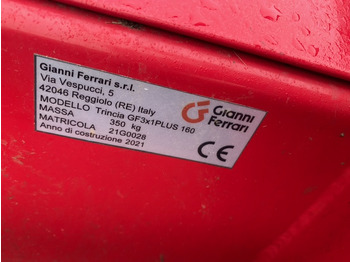 Gianni Ferrari s.r.l.
Via Vespucci, 5
42046 Reggiolo (RE) Italy
MODELLO Trincia GF3x1PLUS 160
MASSA 350 kg
MATRICOLA 21G0028
Anno di costruzione 2021
Gianni
Ferrari
CE